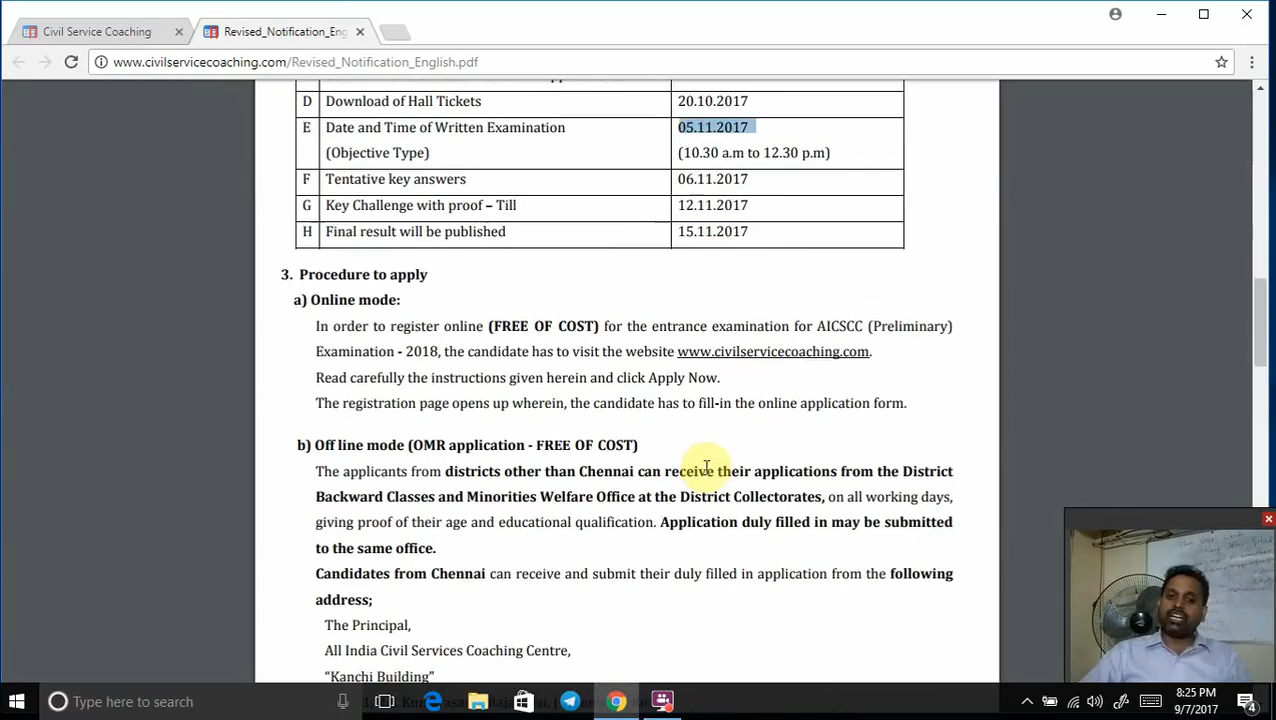 Civil Service Coaching
Revised_Notification_Eng
www.civilservicecoaching.com/Revised_Notification_English.pdf
D Download of Hall Tickets 20.10.2017
E Date and Time of Written Examination 05.11.2017
(Objective Type) (10.30 a.m to 12.30 p.m)
F Tentative key answers 06.11.2017
G Key Challenge with proof – Till 12.11.2017
H Final result will be published 15.11.2017
3. Procedure to apply
a) Online mode:
In order to register online (FREE OF COST) for the entrance examination for AICSCC (Preliminary)
Examination - 2018, the candidate has to visit the website www.civilservicecoaching.com.
Read carefully the instructions given herein and click Apply Now.
The registration page opens up wherein, the candidate has to fill-in the online application form.
b) Off line mode (OMR application - FREE OF COST)
The applicants from districts other than Chennai can receive their applications from the District
Backward Classes and Minorities Welfare Office at the District Collectorates, on all working days,
giving proof of their age and educational qualification. Application duly filled in may be submitted
to the same office.
Candidates from Chennai can receive and submit their duly filled in application from the following
address;
The Principal,
All India Civil Services Coaching Centre,
“Kanchi Building”
Type here to search
8:25 PM
9/7/2017
4